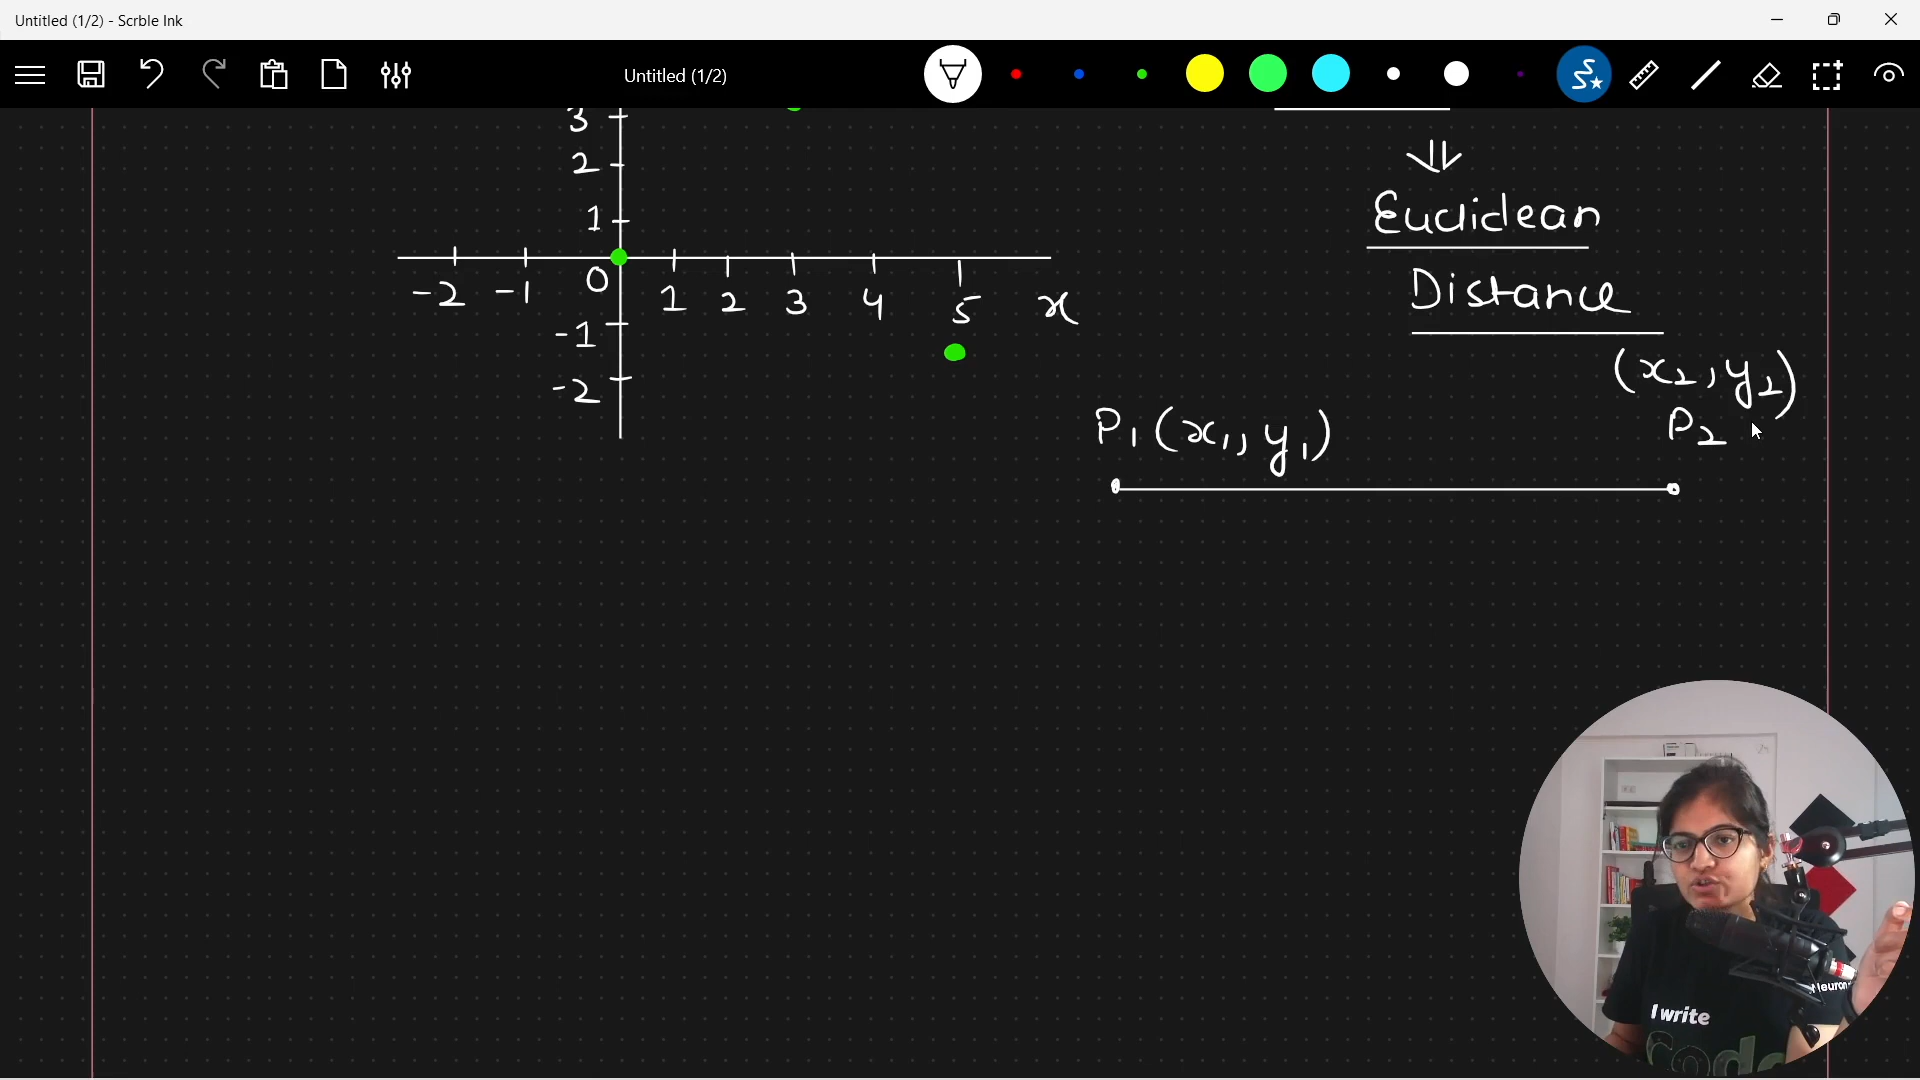 Untitled (1/2) - Scrble Ink
Untitled (1/2)
3
2
1
-2 -1 0 1 2 3 4 5 x
-1
-2
Euclidean
Distance
(x₂, y₂)
P₁(x₁, y₁)
P₂
I write
Code